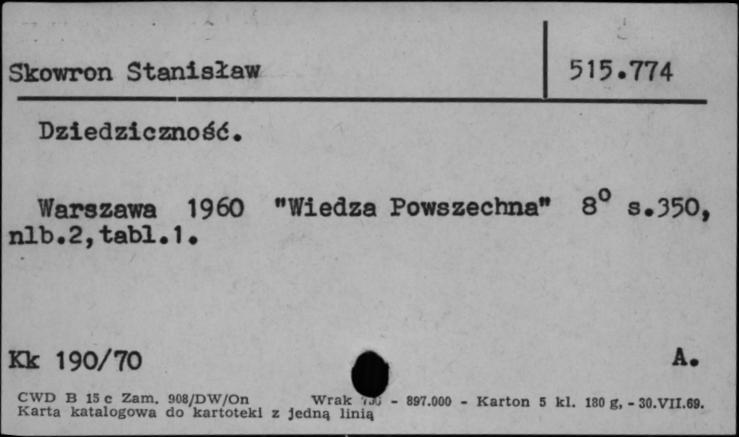 Skowron Stanisław 515.774
Dziedziczność.
Warszawa 1960 "Wiedza Powszechna" 8° s.350,
nlb.2,tabl.1.
Kk 190/70 A.
CWD B 15 c Zam. 908/DW/On Wrak - 897.000 - Karton 5 kl. 180 g, - 30.VII.69.
Karta katalogowa do kartoteki z jedną linią